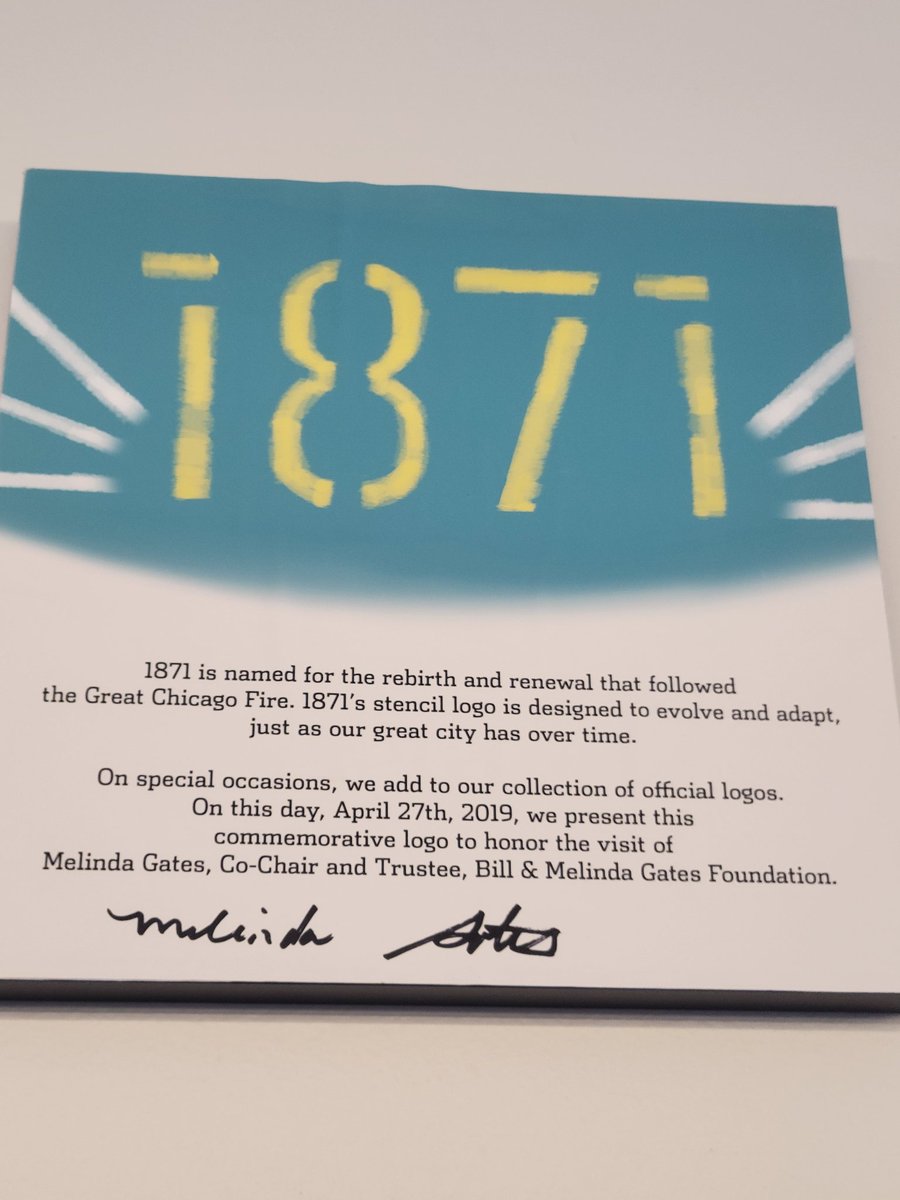 1871
1871 is named for the rebirth and renewal that followed
the Great Chicago Fire. 1871's stencil logo is designed to evolve and adapt,
just as our great city has over time.
On special occasions, we add to our collection of official logos.
On this day, April 27th, 2019, we present this
commemorative logo to honor the visit of
Melinda Gates, Co-Chair and Trustee, Bill & Melinda Gates Foundation.
Melinda Gates